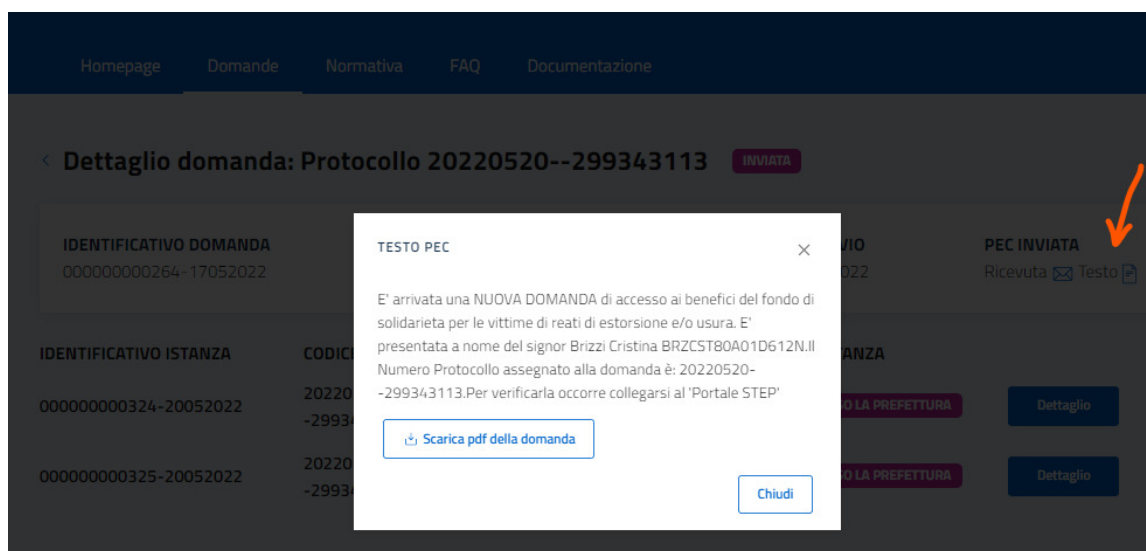 Homepage Domande Normativa FAQ Documentazione
Dettaglio domanda: Protocollo 20220520--299343113 INVIATA
IDENTIFICATIVO DOMANDA
000000000264-17052022
VIO
022
PEC INVIATA
Ricevuta Testo
TESTO PEC
E' arrivata una NUOVA DOMANDA di accesso ai benefici del fondo di
solidarieta per le vittime di reati di estorsione e/o usura. E'
presentata a nome del signor Brizzi Cristina BRZCST80A01D612N.Il
Numero Protocollo assegnato alla domanda è: 20220520-
-299343113.Per verificarla occorre collegarsi al 'Portale STEP'
Scarica pdf della domanda
Chiudi
IDENTIFICATIVO ISTANZA CODICE ANZA
000000000324-20052022
20220
-2993
SO LA PREFETTURA Dettaglio
000000000325-20052022
20220
-2993
SO LA PREFETTURA Dettaglio